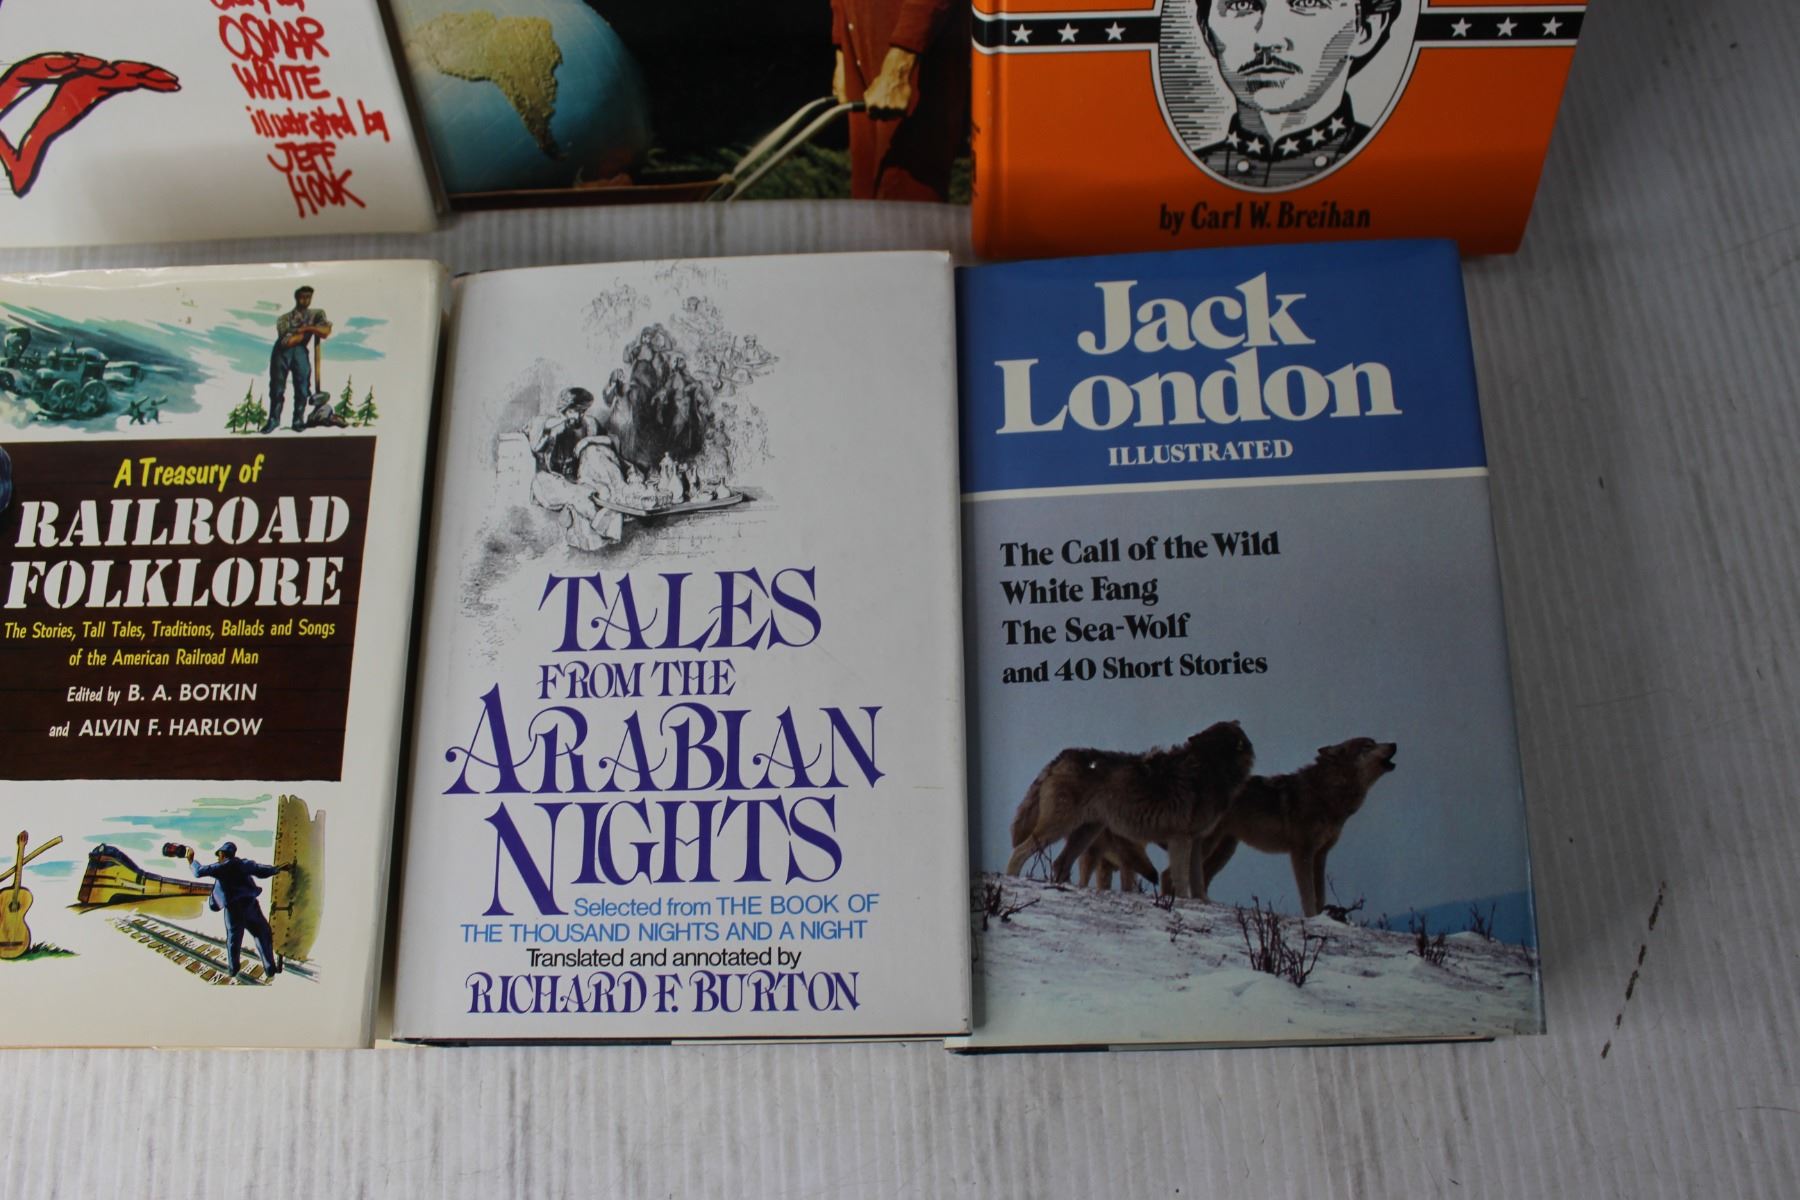 OSMAR
WHITE
illustrated by
JEFF
HOOK
by Carl W. Breihan
A Treasury of
RAILROAD
FOLKLORE
The Stories, Tall Tales, Traditions, Ballads and Songs
of the American Railroad Man
Edited by B. A. BOTKIN
and ALVIN F. HARLOW
TALES
FROM THE
ARABIAN
NIGHTS
Selected from THE BOOK OF
THE THOUSAND NIGHTS AND A NIGHT
Translated and annotated by
RICHARD F. BURTON
Jack
London
ILLUSTRATED
The Call of the Wild
White Fang
The Sea-Wolf
and 40 Short Stories